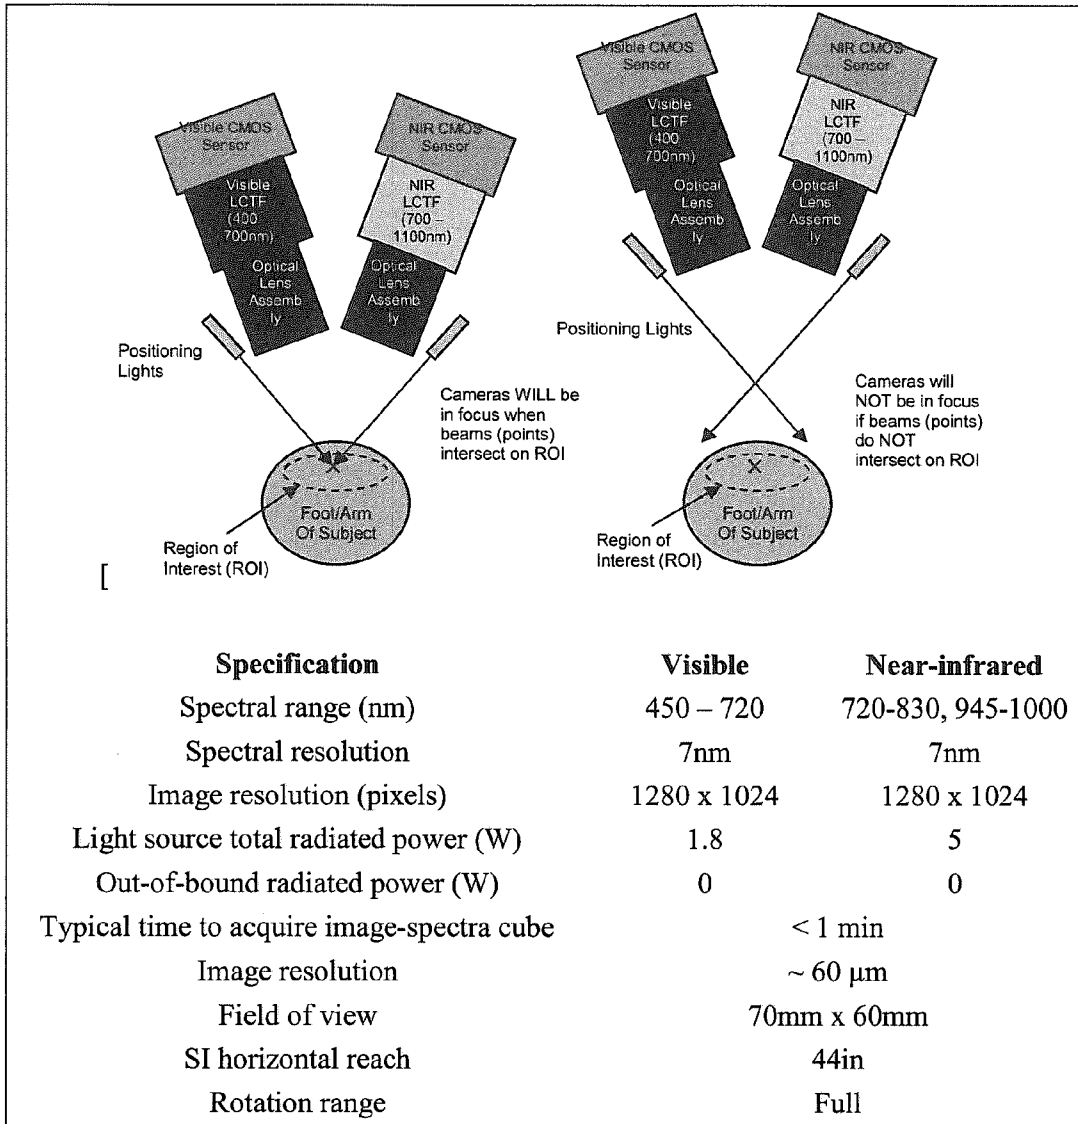 Visible CMOS
Sensor
Visible
LCTF
(400
700nm)
Optical
Lens
Assemb
ly
NIR CMOS
Sensor
NIR
LCTF
(700 –
1100nm)
Optical
Lens
Assemb
ly
Positioning
Lights
Cameras WILL be
in focus when
beams (points)
intersect on ROI
X
Foot/Arm
Of Subject
Region of
Interest (ROI)
[
Visible CMOS
Sensor
Visible
LCTF
(400
700nm)
Optical
Lens
Assemb
ly
NIR CMOS
Sensor
NIR
LCTF
(700 –
1100nm)
Optical
Lens
Assemb
ly
Positioning Lights
Cameras will
NOT be in focus
if beams (points)
do NOT
intersect on ROI
X
Foot/Arm
Of Subject
Region of
Interest (ROI)
Specification Visible Near-infrared
Spectral range (nm) 450 – 720 720-830, 945-1000
Spectral resolution 7nm 7nm
Image resolution (pixels) 1280 x 1024 1280 x 1024
Light source total radiated power (W) 1.8 5
Out-of-bound radiated power (W) 0 0
Typical time to acquire image-spectra cube < 1 min
Image resolution ~ 60 μm
Field of view 70mm x 60mm
SI horizontal reach 44in
Rotation range Full